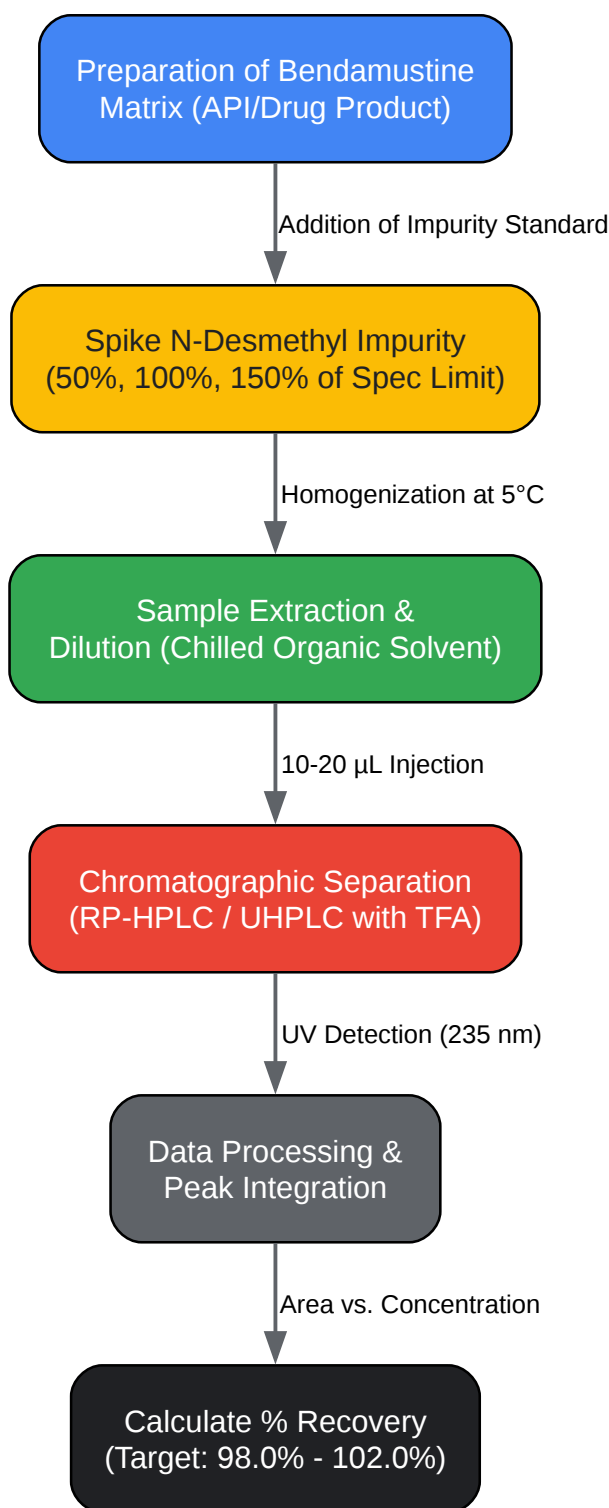 Preparation of Bendamustine
Matrix (API/Drug Product)
Addition of Impurity Standard
Spike N-Desmethyl Impurity
(50%, 100%, 150% of Spec Limit)
Homogenization at 5°C
Sample Extraction &
Dilution (Chilled Organic Solvent)
10-20 µL Injection
Chromatographic Separation
(RP-HPLC / UHPLC with TFA)
UV Detection (235 nm)
Data Processing &
Peak Integration
Area vs. Concentration
Calculate % Recovery
(Target: 98.0% - 102.0%)